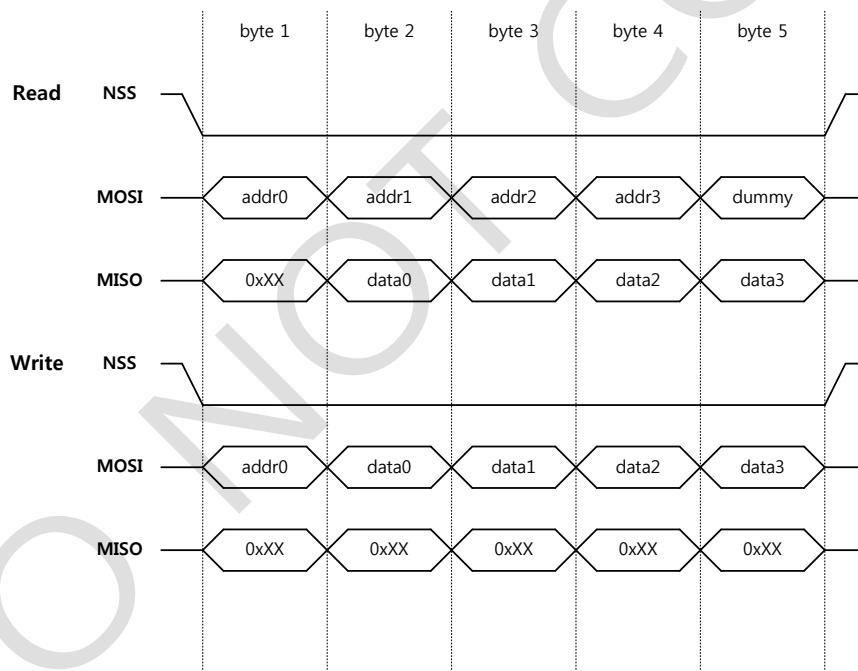 byte 1 byte 2 byte 3 byte 4 byte 5
Read NSS
MOSI addr0 addr1 addr2 addr3 dummy
MISO 0xXX data0 data1 data2 data3
Write NSS
MOSI addr0 data0 data1 data2 data3
MISO 0xXX 0xXX 0xXX 0xXX 0xXX
O NOT CO